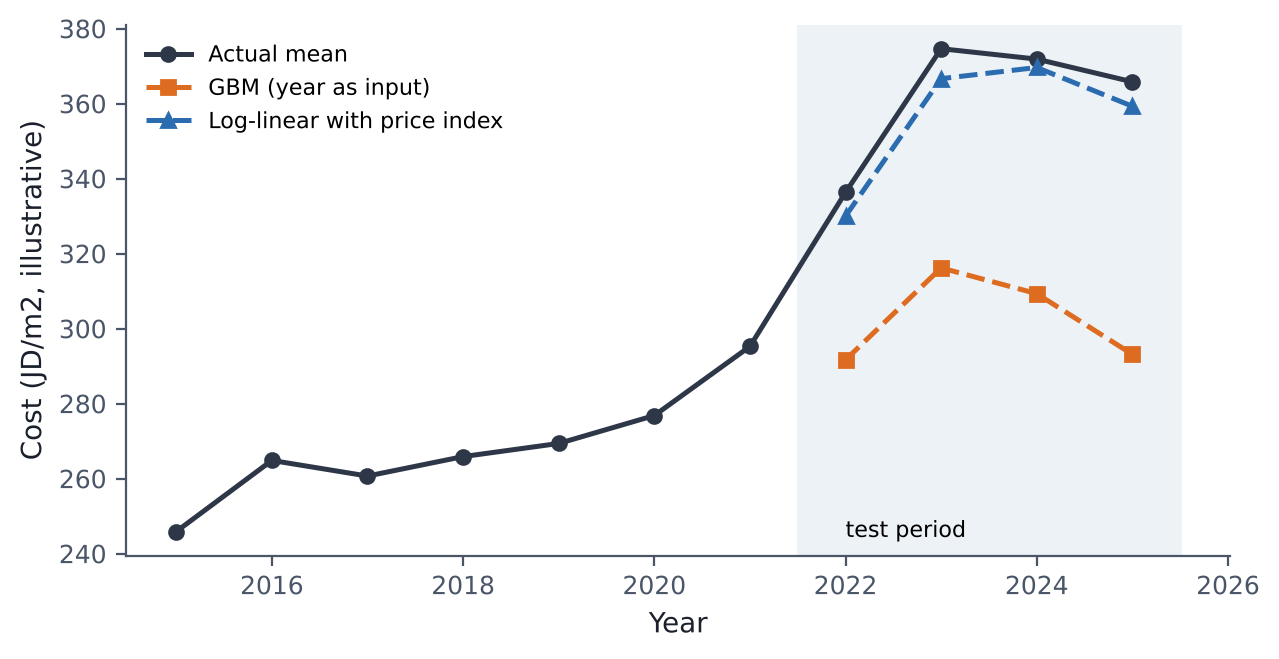 380
360
340
320
300
280
260
240
Cost (JD/m2, illustrative)
Actual mean
GBM (year as input)
Log-linear with price index
test period
2016
2018
2020
2022
2024
2026
Year